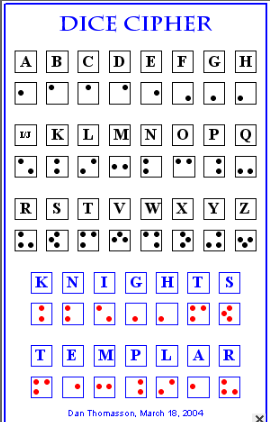 DICE CIPHER
A B C D E F G H
I/J K L M N O P Q
R S T V W X Y Z
K N I G H T S
T E M P L A R
Dan Thomasson, March 18, 2004